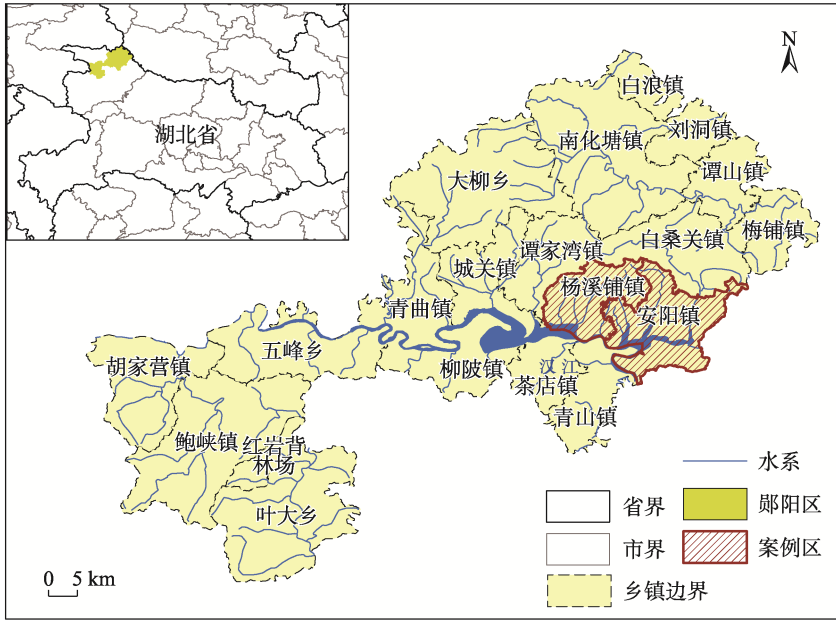 湖北省
N
白浪镇
刘洞镇
南化塘镇
谭山镇
大柳乡
梅铺镇
白桑关镇
谭家湾镇
城关镇
杨溪铺镇
青曲镇
安阳镇
五峰乡
胡家营镇
柳陂镇
汉江
茶店镇
青山镇
鲍峡镇
红岩背
林场
叶大乡
水系
省界
郧阳区
市界
案例区
乡镇边界
0 5 km